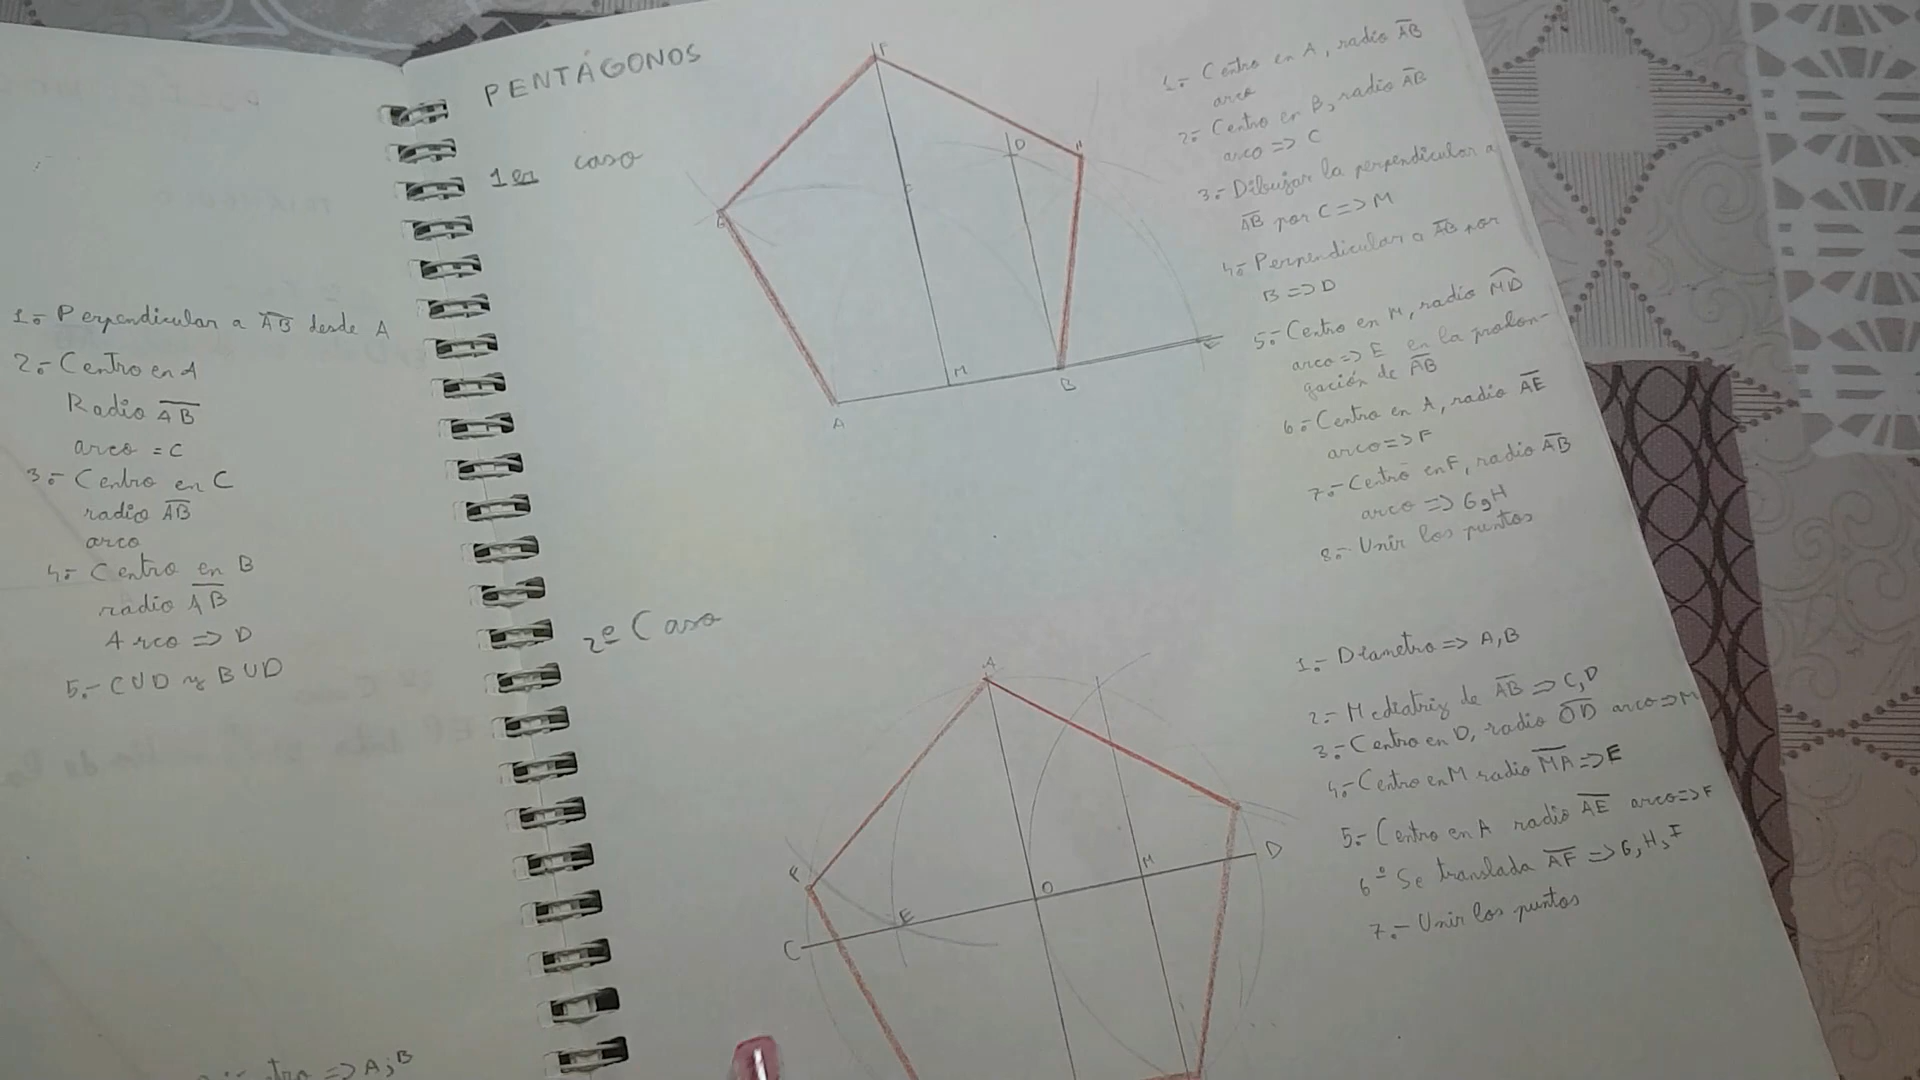 1.- Perpendicular a AB desde A
2.- Centro en A
Radio AB
arco = C
3.- Centro en C
radio AB
arco
4.- Centro en B
radio AB
Arco => D
5.- CUD y BUD
=> A;B
PENTÁGONOS
1er caso
F
D
H
C
G
M
E
B
A
1.- Centro en A, radio AB
arco
2.- Centro en B, radio AB
arco => C
3.- Dibujar la perpendicular a
AB por C => M
4.- Perpendicular a AB por
B => D
5.- Centro en M, radio MD
arco => E en la prolon-
gación de AB
6.- Centro en A, radio AE
arco => F
7.- Centro en F, radio AB
arco => G y H
8.- Unir los puntos
2º Caso
A
D
M
O
F
E
C
1.- Diametro => A,B
2.- Mediatriz de AB => C,D
3.- Centro en D, radio OD arco => M
4.- Centro en M radio MA => E
5.- Centro en A radio AE arco => F
6º Se translada AF => G,H,I
7.- Unir los puntos